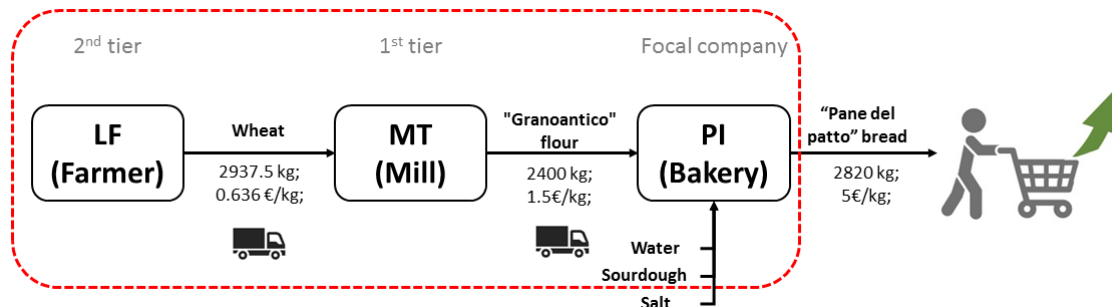 2nd tier
1st tier
Focal company
LF
(Farmer)
Wheat
2937.5 kg;
0.636 €/kg;
MT
(Mill)
"Granoantico"
flour
2400 kg;
1.5€/kg;
PI
(Bakery)
“Pane del
patto” bread
2820 kg;
5€/kg;
Water
Sourdough
Salt